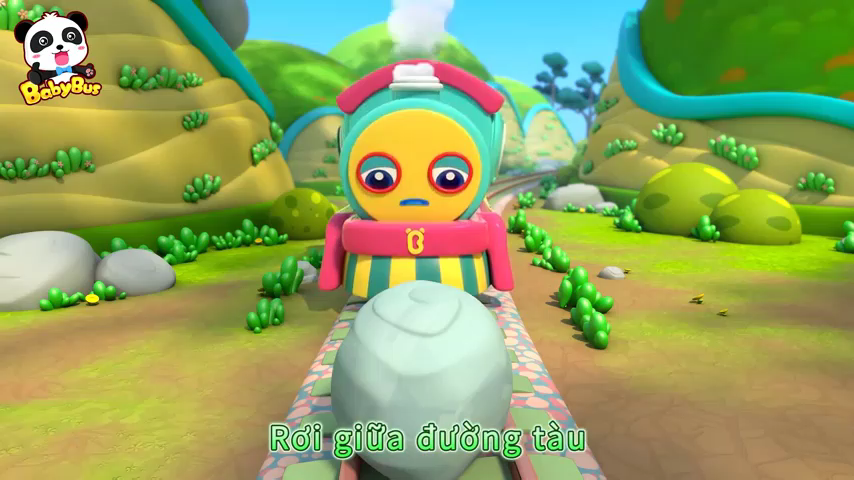 BabyBus
B
Rơi giữa đường tàu